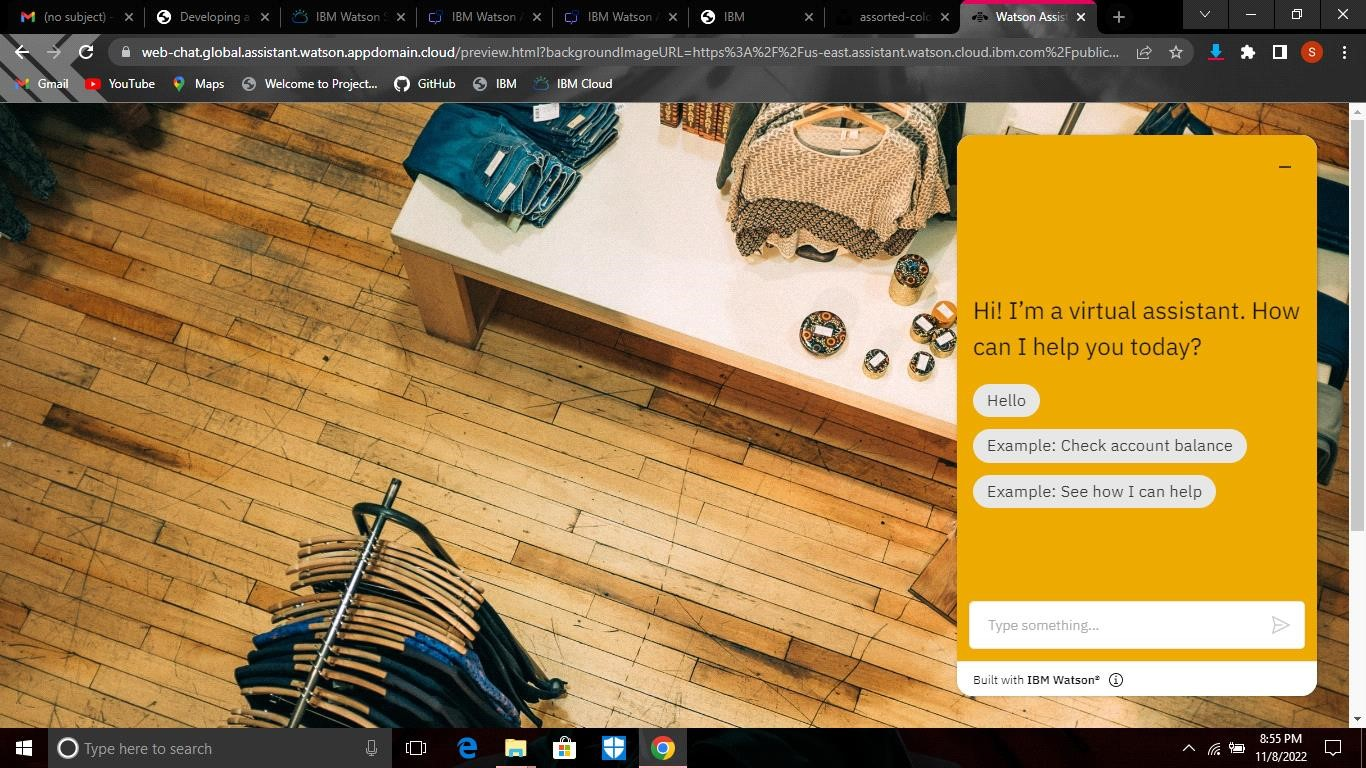 (no subject) -
Developing a
IBM Watson S
IBM Watson A
IBM Watson A
IBM
assorted-colo
Watson Assist
web-chat.global.assistant.watson.appdomain.cloud/preview.html?backgroundImageURL=https%3A%2F%2Fus-east.assistant.watson.cloud.ibm.com%2Fpublic...
S
Gmail
YouTube
Maps
Welcome to Project...
GitHub
IBM
IBM Cloud
Hi! I’m a virtual assistant. How
can I help you today?
Hello
Example: Check account balance
Example: See how I can help
Type something...
Built with IBM Watson®
Type here to search
8:55 PM
11/8/2022